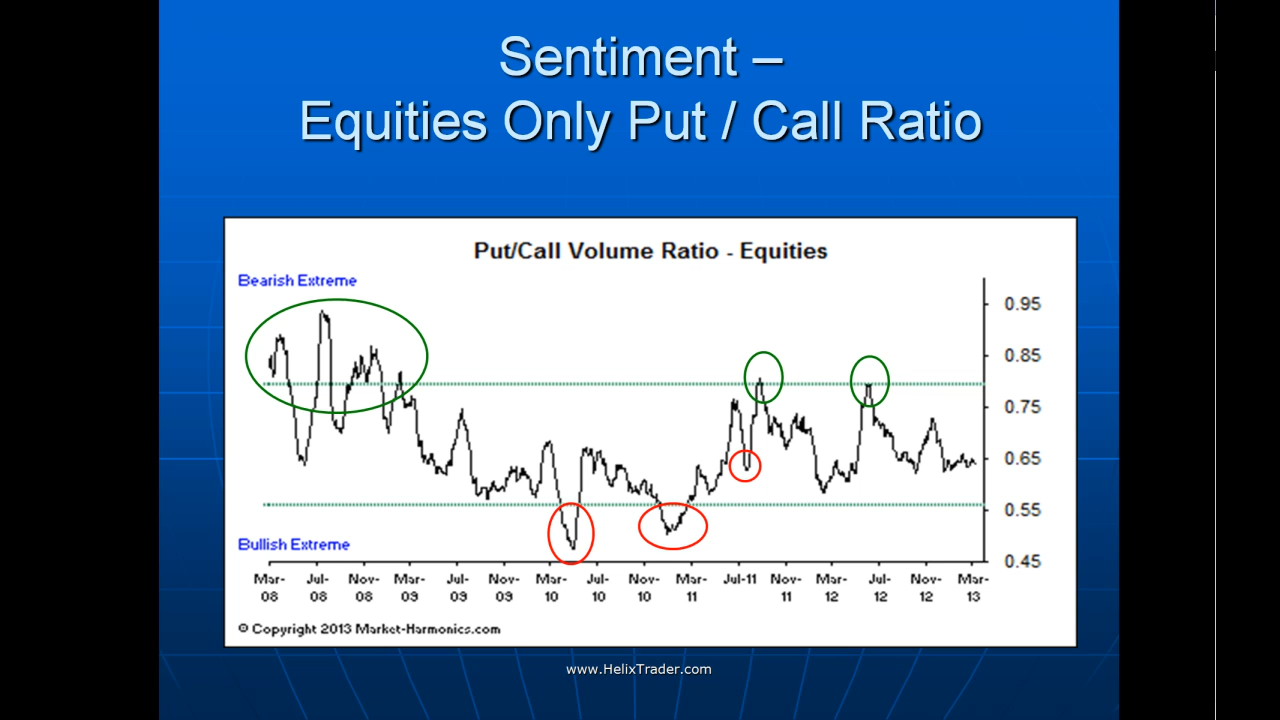 Sentiment –
Equities Only Put / Call Ratio
Put/Call Volume Ratio - Equities
Bearish Extreme
0.95
0.85
0.75
0.65
0.55
Bullish Extreme
0.45
Mar- Jul- Nov- Mar- Jul- Nov- Mar- Jul- Nov- Mar- Jul-11 Nov- Mar- Jul- Nov- Mar-
08 08 08 09 09 09 10 10 10 11 11 12 12 12 13
© Copyright 2013 Market-Harmonics.com
www.HelixTrader.com